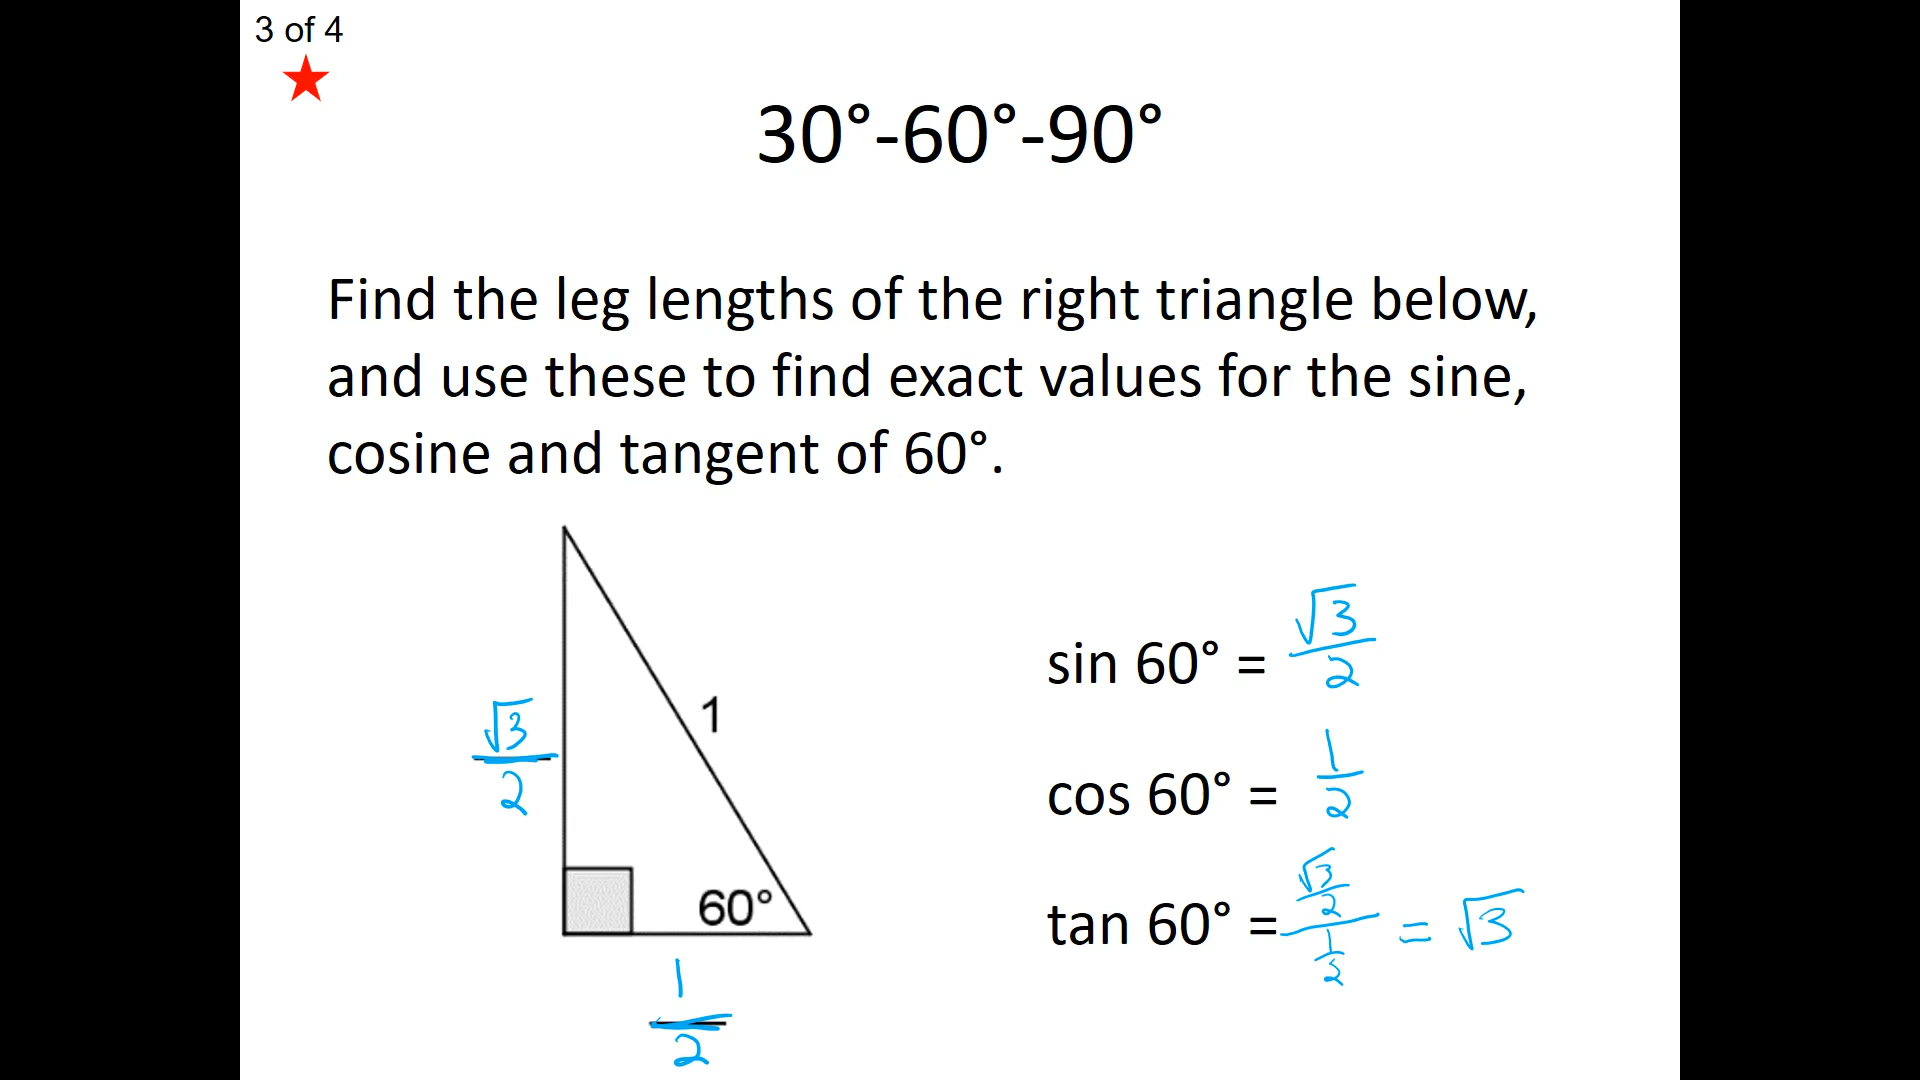 3 of 4
30°-60°-90°
Find the leg lengths of the right triangle below,
and use these to find exact values for the sine,
cosine and tangent of 60°.
√3/2
1
60°
1/2
sin 60° = √3/2
cos 60° = 1/2
tan 60° = (√3/2)/(1/2) = √3